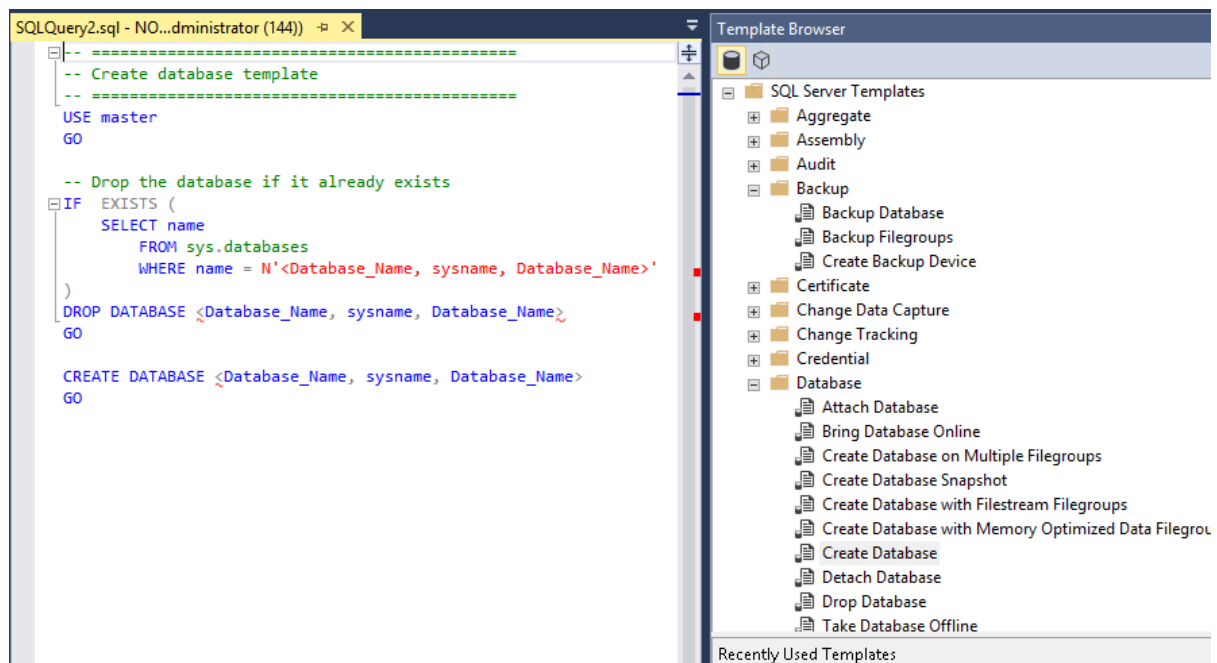 SQLQuery2.sql - NO...dministrator (144))
-- =============================================
-- Create database template
-- =============================================
USE master
GO
-- Drop the database if it already exists
IF  EXISTS (
SELECT name
FROM sys.databases
WHERE name = N'<Database_Name, sysname, Database_Name>'
)
DROP DATABASE <Database_Name, sysname, Database_Name>
GO
CREATE DATABASE <Database_Name, sysname, Database_Name>
GO
Template Browser
SQL Server Templates
Aggregate
Assembly
Audit
Backup
Backup Database
Backup Filegroups
Create Backup Device
Certificate
Change Data Capture
Change Tracking
Credential
Database
Attach Database
Bring Database Online
Create Database on Multiple Filegroups
Create Database Snapshot
Create Database with Filestream Filegroups
Create Database with Memory Optimized Data Filegrou
Create Database
Detach Database
Drop Database
Take Database Offline
Recently Used Templates